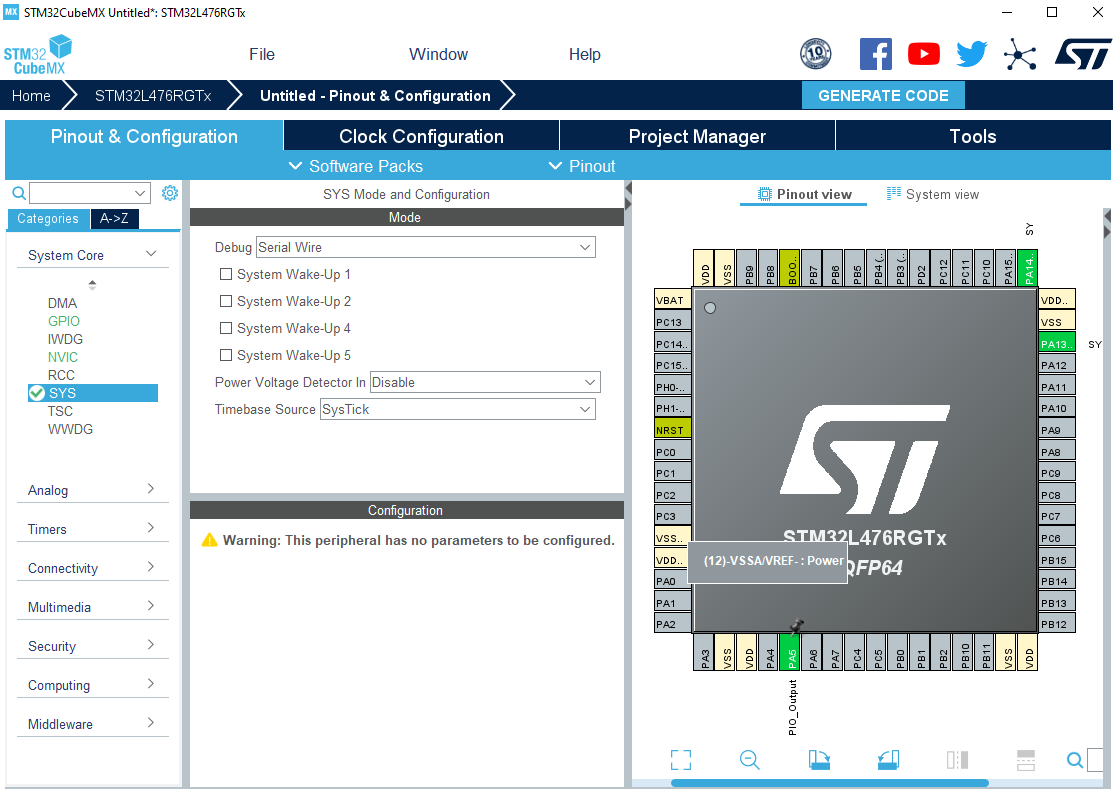 MX STM32CubeMX Untitled*: STM32L476RGTx
STM32
CubeMX
File
Window
Help
10
Home
STM32L476RGTx
Untitled - Pinout & Configuration
GENERATE CODE
Pinout & Configuration
Clock Configuration
Project Manager
Tools
Software Packs
Pinout
Categories
A->Z
System Core
DMA
GPIO
IWDG
NVIC
RCC
SYS
TSC
WWDG
Analog
Timers
Connectivity
Multimedia
Security
Computing
Middleware
SYS Mode and Configuration
Mode
Debug Serial Wire
System Wake-Up 1
System Wake-Up 2
System Wake-Up 4
System Wake-Up 5
Power Voltage Detector In Disable
Timebase Source SysTick
Configuration
Warning: This peripheral has no parameters to be configured.
Pinout view
System view
SY
VDD
VSS
PB9
PB8
BOO..
PB7
PB6
PB5
PB4 (..
PB3 (..
PD2
PC12
PC11
PC10
PA15..
PA14..
VBAT
PC13
PC14..
PC15..
PH0-..
PH1-..
NRST
PC0
PC1
PC2
PC3
VSS..
VDD..
PA0
PA1
PA2
STM32L476RGTx
QFP64
(12)-VSSA/VREF- : Power
VDD..
VSS
PA13..
SY
PA12
PA11
PA10
PA9
PA8
PC9
PC8
PC7
PC6
PB15
PB14
PB13
PB12
PA3
VSS
VDD
PA4
PA5
PA6
PA7
PC4
PC5
PB0
PB1
PB2
PB10
PB11
VSS
VDD
PIO_Output